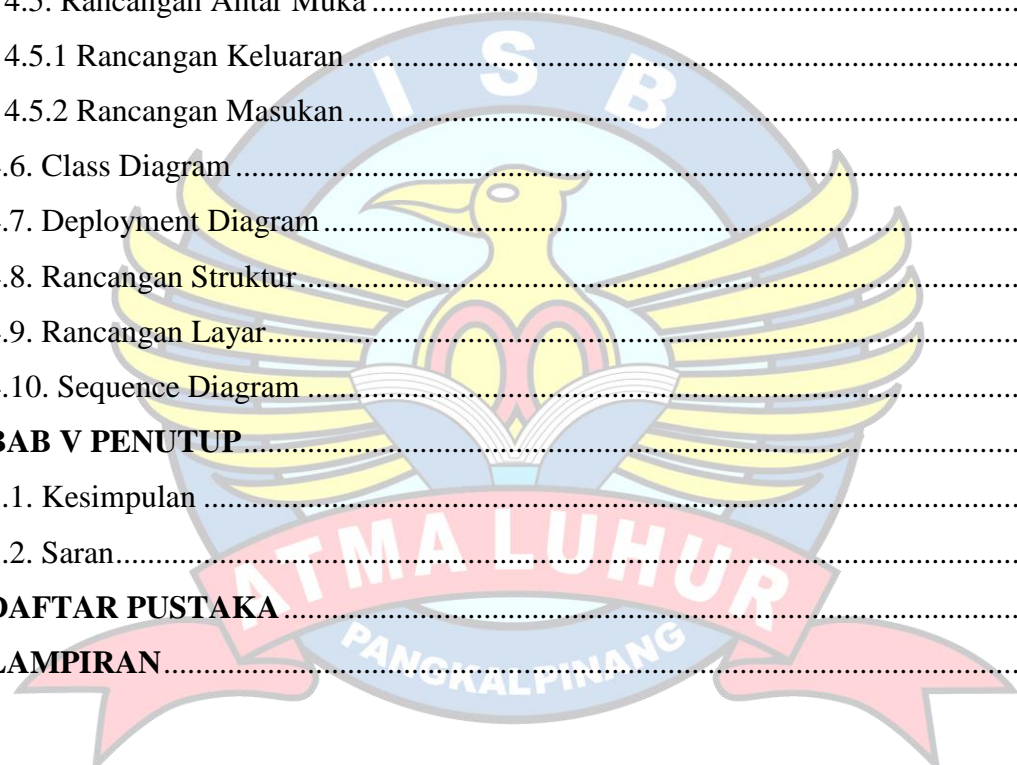 4.5. Rancangan Antar Muka
4.5.1 Rancangan Keluaran
4.5.2 Rancangan Masukan
.6. Class Diagram
.7. Deployment Diagram
.8. Rancangan Struktur
.9. Rancangan Layar
.10. Sequence Diagram
BAB V PENUTUP
.1. Kesimpulan
.2. Saran
DAFTAR PUSTAKA
LAMPIRAN
I S B
ATMA LUHUR
PANGKALPINANG